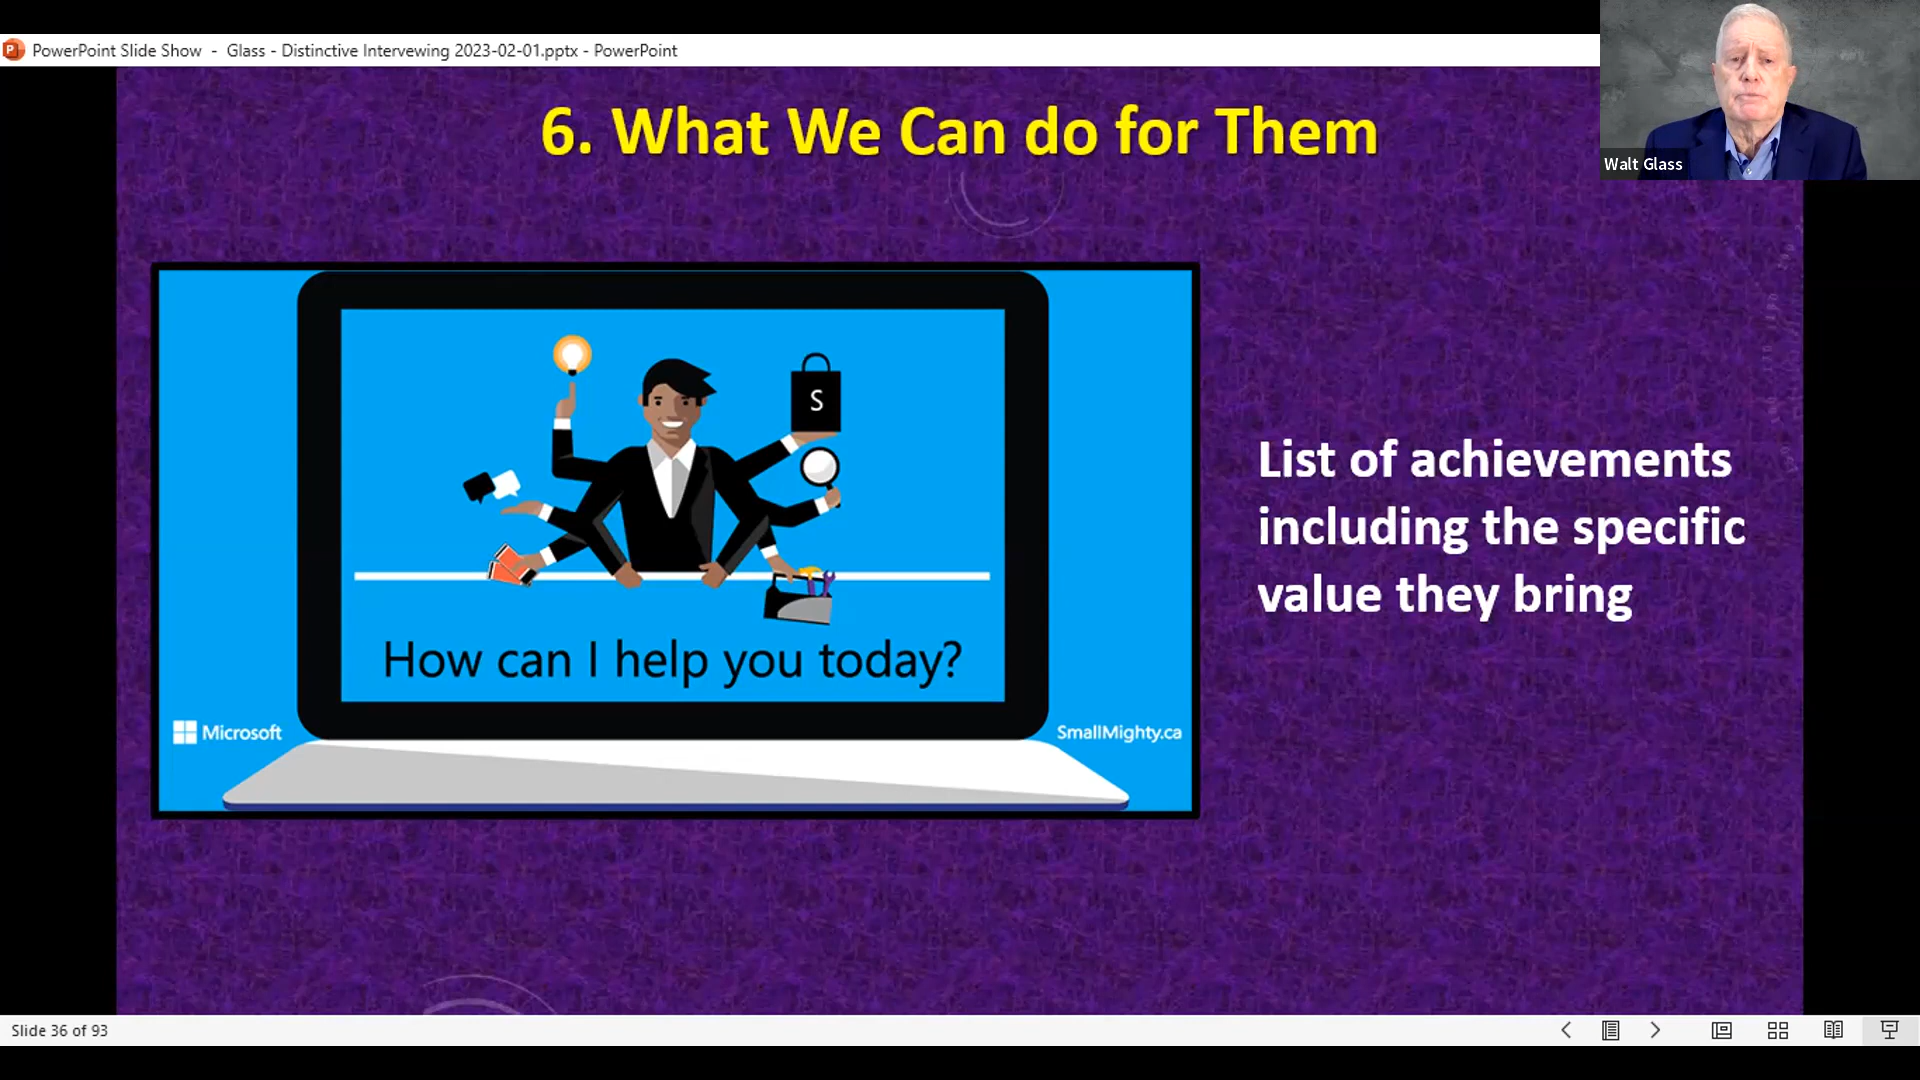 PowerPoint Slide Show - Glass - Distinctive Intervewing 2023-02-01.pptx - PowerPoint
6. What We Can do for Them
Walt Glass
S
How can I help you today?
Microsoft
SmallMighty.ca
List of achievements
including the specific
value they bring
Slide 36 of 93